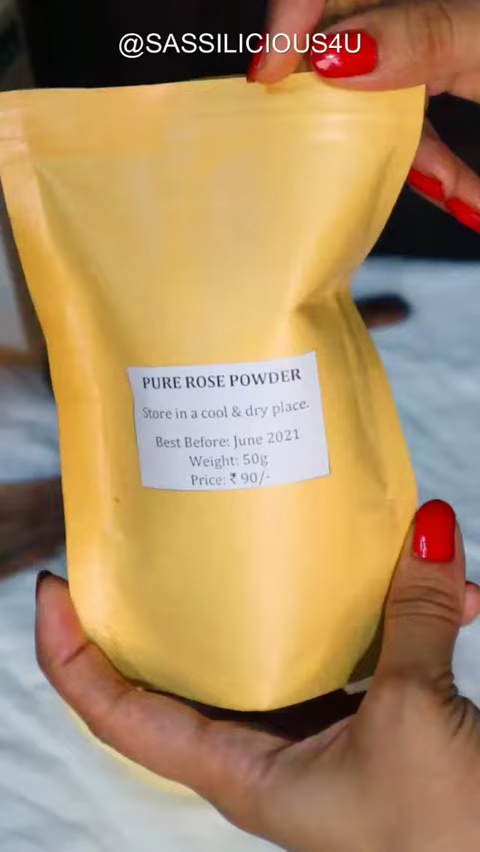 @SASSILICIOUS4U
PURE ROSE POWDER
Store in a cool & dry place.
Best Before: June 2021
Weight: 50g
Price: ₹ 90/-